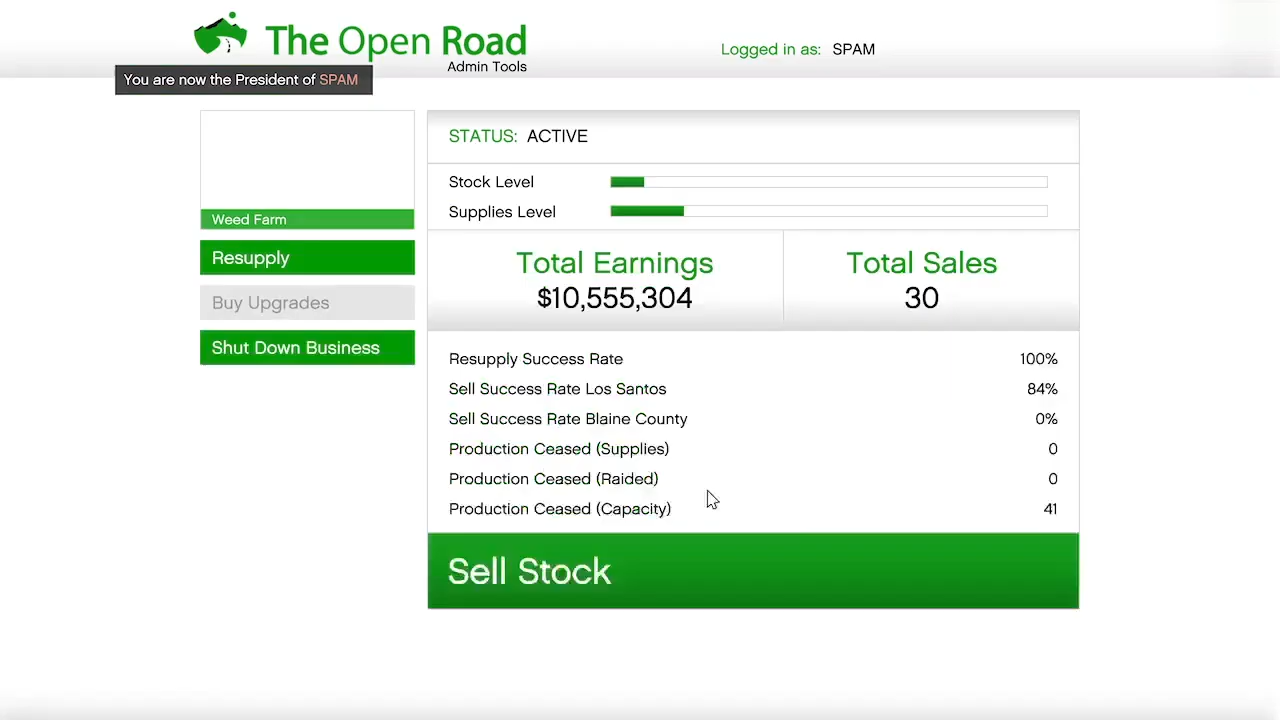 The Open Road
Admin Tools
Logged in as: SPAM
You are now the President of SPAM
Weed Farm
Resupply
Buy Upgrades
Shut Down Business
STATUS: ACTIVE
Stock Level
Supplies Level
Total Earnings
$10,555,304
Total Sales
30
Resupply Success Rate 100%
Sell Success Rate Los Santos 84%
Sell Success Rate Blaine County 0%
Production Ceased (Supplies) 0
Production Ceased (Raided) 0
Production Ceased (Capacity) 41
Sell Stock